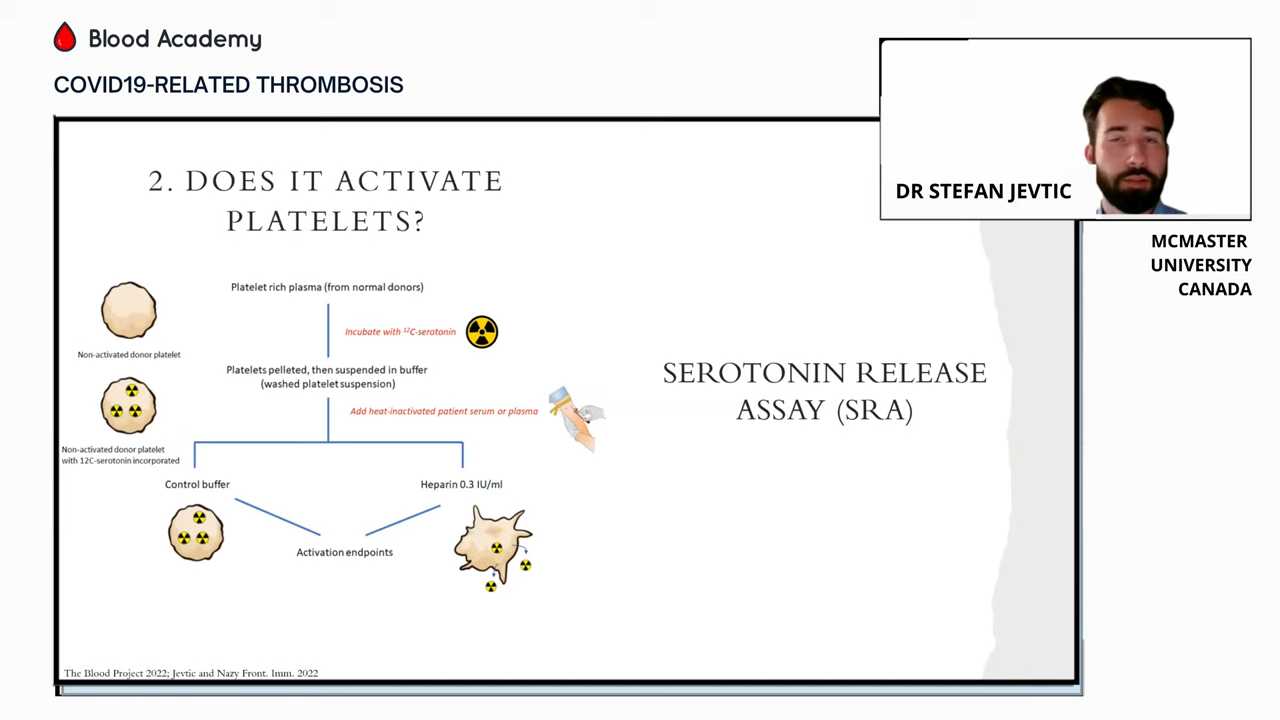 Blood Academy
COVID19-RELATED THROMBOSIS
DR STEFAN JEVTIC
MCMASTER
UNIVERSITY
CANADA
2. DOES IT ACTIVATE
PLATELETS?
Platelet rich plasma (from normal donors)
Incubate with ¹²C-serotonin
Non-activated donor platelet
Platelets pelleted, then suspended in buffer
(washed platelet suspension)
Add heat-inactivated patient serum or plasma
Non-activated donor platelet
with 12C-serotonin incorporated
Control buffer
Heparin 0.3 IU/ml
Activation endpoints
SEROTONIN RELEASE
ASSAY (SRA)
The Blood Project 2022; Jevtic and Nazy Front. Imm. 2022